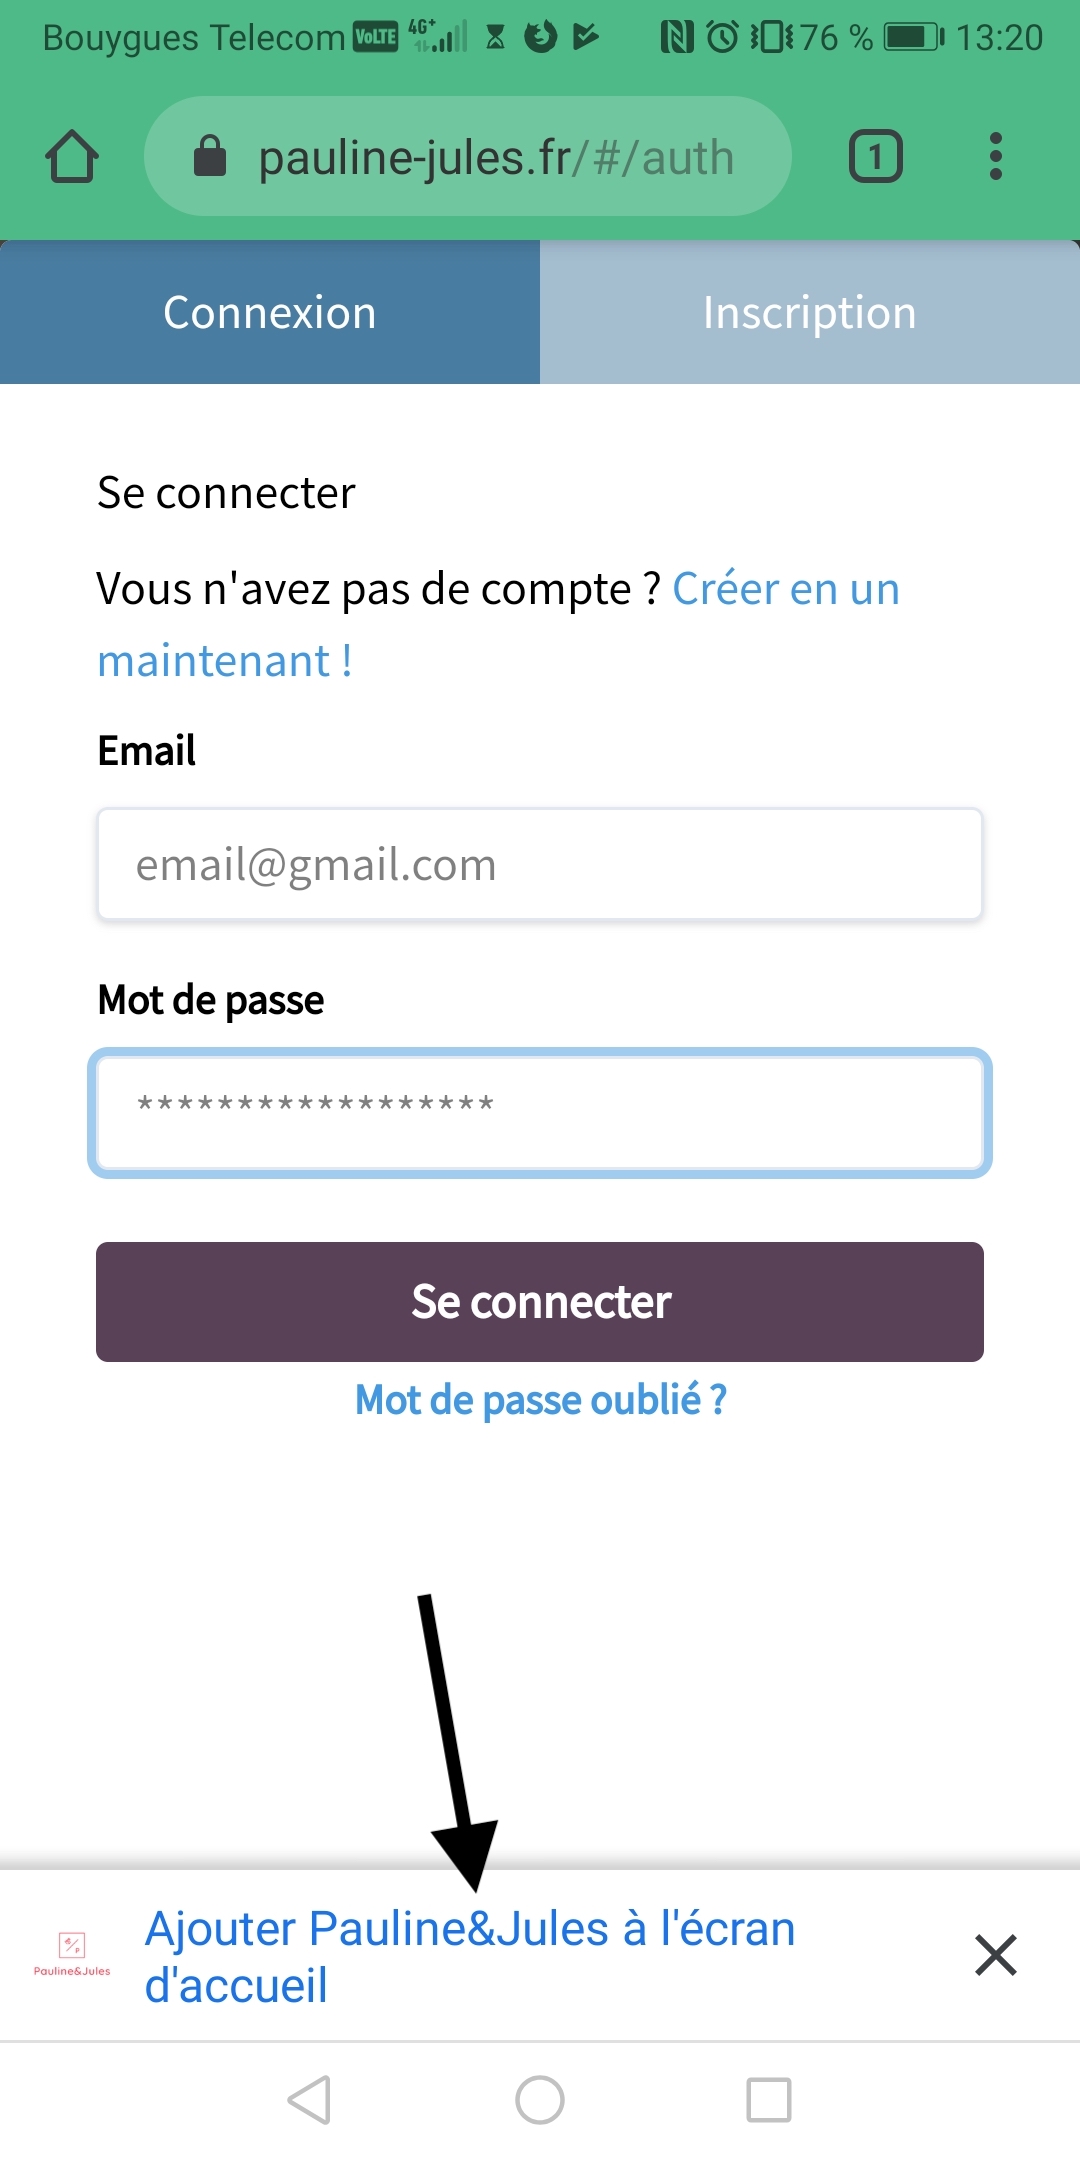 Bouygues Telecom VoLTE 4G+ 76 % 13:20
pauline-jules.fr/#/auth 1
Connexion Inscription
Se connecter
Vous n'avez pas de compte ? Créer en un
maintenant !
Email
email@gmail.com
Mot de passe
******************
Se connecter
Mot de passe oublié ?
Ajouter Pauline&Jules à l'écran
d'accueil
Pauline&Jules